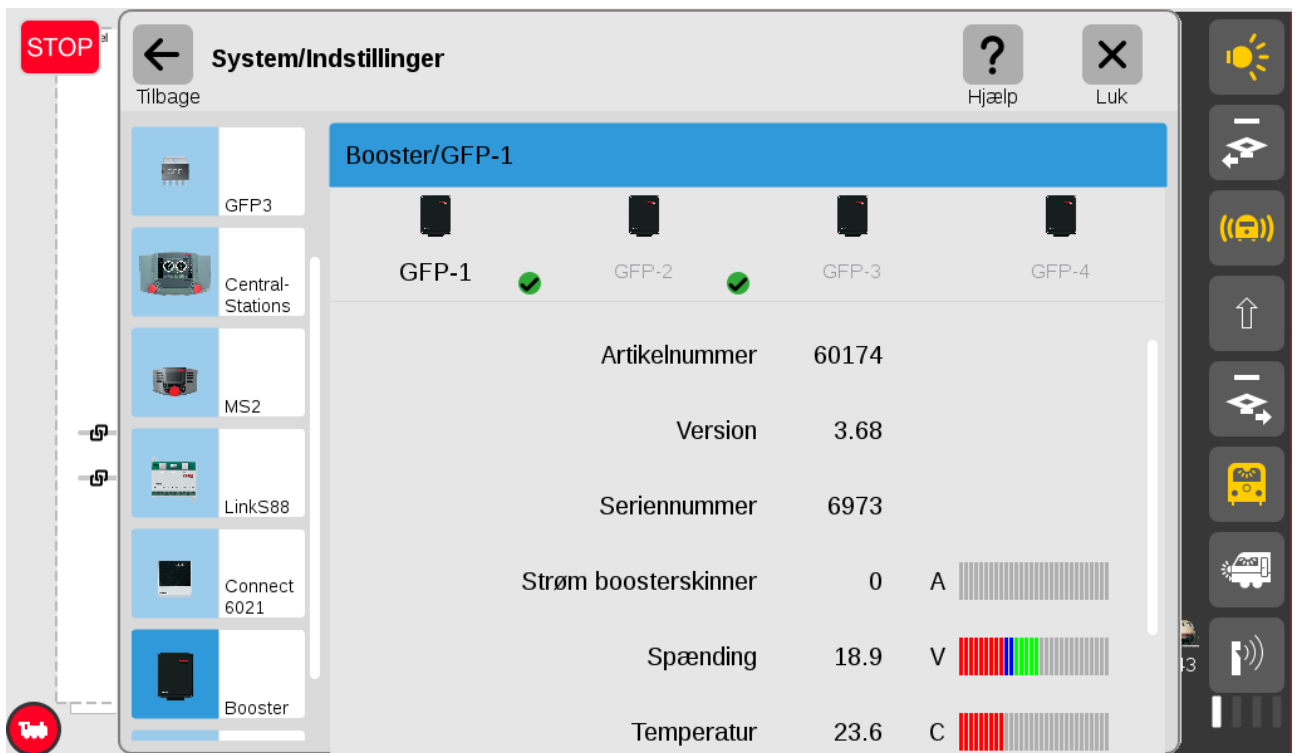 STOP
System/Indstillinger
Tilbage
Hjælp
Luk
GFP3
Central-
Stations
MS2
LinkS88
Connect
6021
Booster
Booster/GFP-1
GFP-1
GFP-2
GFP-3
GFP-4
Artikelnummer 60174
Version 3.68
Seriennummer 6973
Strøm boosterskinner 0 A
Spænding 18.9 V
Temperatur 23.6 C